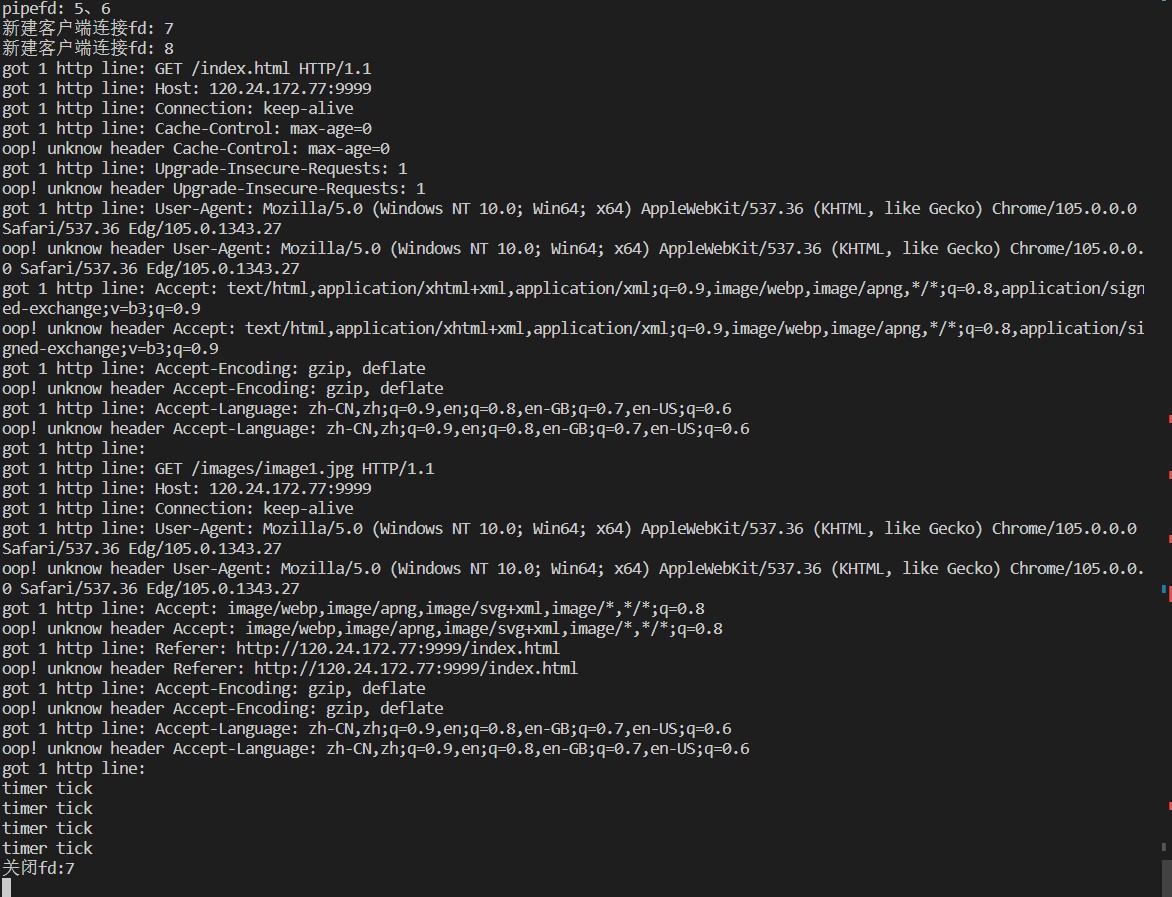 pipefd: 5、6
新建客户端连接fd: 7
新建客户端连接fd: 8
got 1 http line: GET /index.html HTTP/1.1
got 1 http line: Host: 120.24.172.77:9999
got 1 http line: Connection: keep-alive
got 1 http line: Cache-Control: max-age=0
oop! unknow header Cache-Control: max-age=0
got 1 http line: Upgrade-Insecure-Requests: 1
oop! unknow header Upgrade-Insecure-Requests: 1
got 1 http line: User-Agent: Mozilla/5.0 (Windows NT 10.0; Win64; x64) AppleWebKit/537.36 (KHTML, like Gecko) Chrome/105.0.0.0
Safari/537.36 Edg/105.0.1343.27
oop! unknow header User-Agent: Mozilla/5.0 (Windows NT 10.0; Win64; x64) AppleWebKit/537.36 (KHTML, like Gecko) Chrome/105.0.0.
0 Safari/537.36 Edg/105.0.1343.27
got 1 http line: Accept: text/html,application/xhtml+xml,application/xml;q=0.9,image/webp,image/apng,*/*;q=0.8,application/sign
ed-exchange;v=b3;q=0.9
oop! unknow header Accept: text/html,application/xhtml+xml,application/xml;q=0.9,image/webp,image/apng,*/*;q=0.8,application/si
gned-exchange;v=b3;q=0.9
got 1 http line: Accept-Encoding: gzip, deflate
oop! unknow header Accept-Encoding: gzip, deflate
got 1 http line: Accept-Language: zh-CN,zh;q=0.9,en;q=0.8,en-GB;q=0.7,en-US;q=0.6
oop! unknow header Accept-Language: zh-CN,zh;q=0.9,en;q=0.8,en-GB;q=0.7,en-US;q=0.6
got 1 http line:
got 1 http line: GET /images/image1.jpg HTTP/1.1
got 1 http line: Host: 120.24.172.77:9999
got 1 http line: Connection: keep-alive
got 1 http line: User-Agent: Mozilla/5.0 (Windows NT 10.0; Win64; x64) AppleWebKit/537.36 (KHTML, like Gecko) Chrome/105.0.0.0
Safari/537.36 Edg/105.0.1343.27
oop! unknow header User-Agent: Mozilla/5.0 (Windows NT 10.0; Win64; x64) AppleWebKit/537.36 (KHTML, like Gecko) Chrome/105.0.0.
0 Safari/537.36 Edg/105.0.1343.27
got 1 http line: Accept: image/webp,image/apng,image/svg+xml,image/*,*/*;q=0.8
oop! unknow header Accept: image/webp,image/apng,image/svg+xml,image/*,*/*;q=0.8
got 1 http line: Referer: http://120.24.172.77:9999/index.html
oop! unknow header Referer: http://120.24.172.77:9999/index.html
got 1 http line: Accept-Encoding: gzip, deflate
oop! unknow header Accept-Encoding: gzip, deflate
got 1 http line: Accept-Language: zh-CN,zh;q=0.9,en;q=0.8,en-GB;q=0.7,en-US;q=0.6
oop! unknow header Accept-Language: zh-CN,zh;q=0.9,en;q=0.8,en-GB;q=0.7,en-US;q=0.6
got 1 http line:
timer tick
timer tick
timer tick
timer tick
关闭fd:7